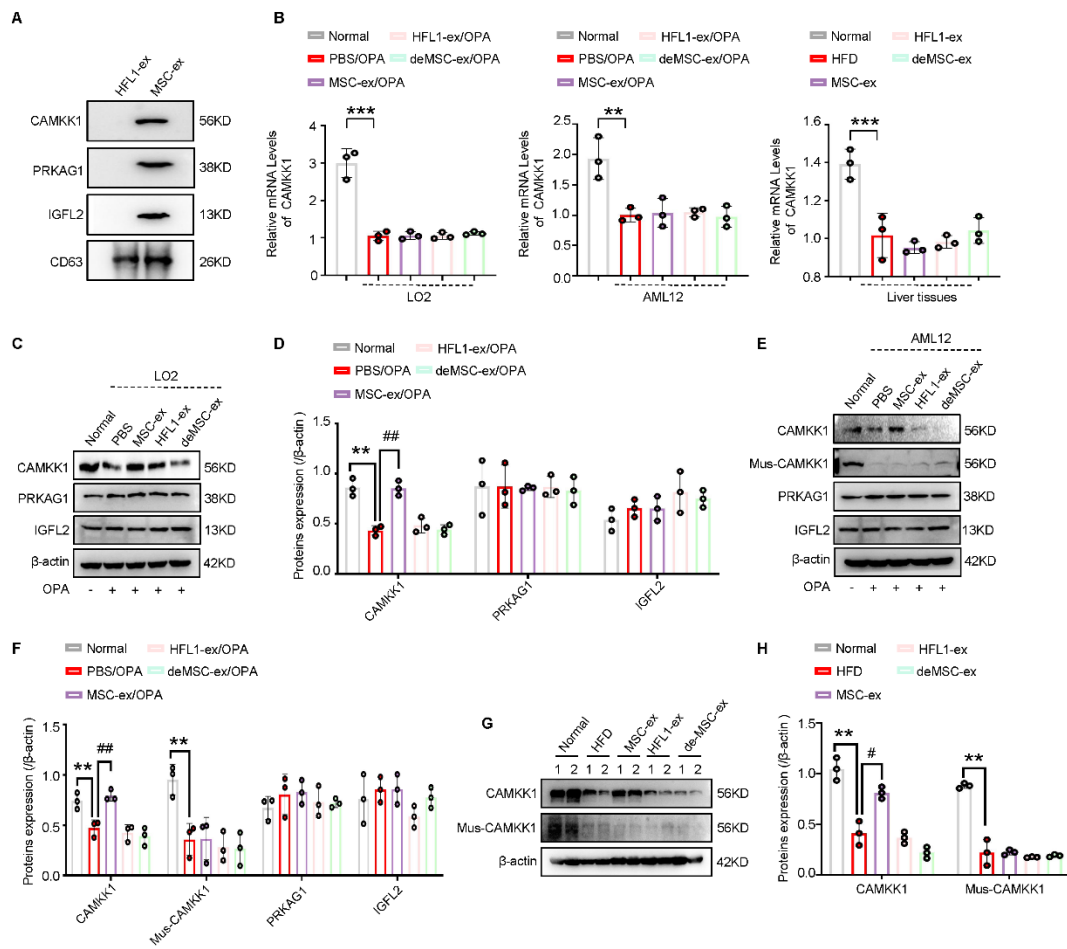 A
HFL1-ex
MSC-ex
CAMKK1
56KD
PRKAG1
38KD
IGFL2
13KD
CD63
26KD
B
Normal
HFL1-ex/OPA
PBS/OPA
deMSC-ex/OPA
MSC-ex/OPA
Relative mRNA Levels
of CAMKK1
4
3
2
1
0
***
LO2
Normal
HFL1-ex/OPA
PBS/OPA
deMSC-ex/OPA
MSC-ex/OPA
Relative mRNA Levels
of CAMKK1
2.5
2.0
1.5
1.0
0.5
0.0
**
AML12
Normal
HFL1-ex
HFD
deMSC-ex
MSC-ex
Relative mRNA Levels
of CAMKK1
1.6
1.4
1.2
1.0
0.8
***
Liver tissues
C
LO2
Normal
PBS
MSC-ex
HFL1-ex
deMSC-ex
CAMKK1
56KD
PRKAG1
38KD
IGFL2
13KD
β-actin
42KD
OPA - + + + +
D
Normal
HFL1-ex/OPA
PBS/OPA
deMSC-ex/OPA
MSC-ex/OPA
Proteins expression (/β-actin )
1.5
1.0
0.5
0.0
**
##
CAMKK1
PRKAG1
IGFL2
E
AML12
Normal
PBS
MSC-ex
HFL1-ex
deMSC-ex
CAMKK1
56KD
Mus-CAMKK1
56KD
PRKAG1
38KD
IGFL2
13KD
β-actin
42KD
OPA - + + + +
F
Normal
HFL1-ex/OPA
PBS/OPA
deMSC-ex/OPA
MSC-ex/OPA
Proteins expression (/β-actin )
1.5
1.0
0.5
0.0
**
##
**
CAMKK1
Mus-CAMKK1
PRKAG1
IGFL2
G
Normal
HFD
MSC-ex
HFL1-ex
de-MSC-ex
1 2 1 2 1 2 1 2 1 2
CAMKK1
56KD
Mus-CAMKK1
56KD
β-actin
42KD
H
Normal
HFL1-ex
HFD
deMSC-ex
MSC-ex
Proteins expression (/β-actin )
1.5
1.0
0.5
0.0
**
#
**
CAMKK1
Mus-CAMKK1